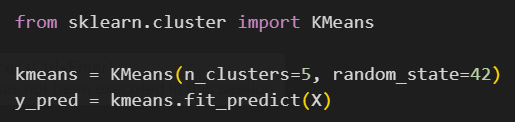 from sklearn.cluster import KMeans
kmeans = KMeans(n_clusters=5, random_state=42)
y_pred = kmeans.fit_predict(X)